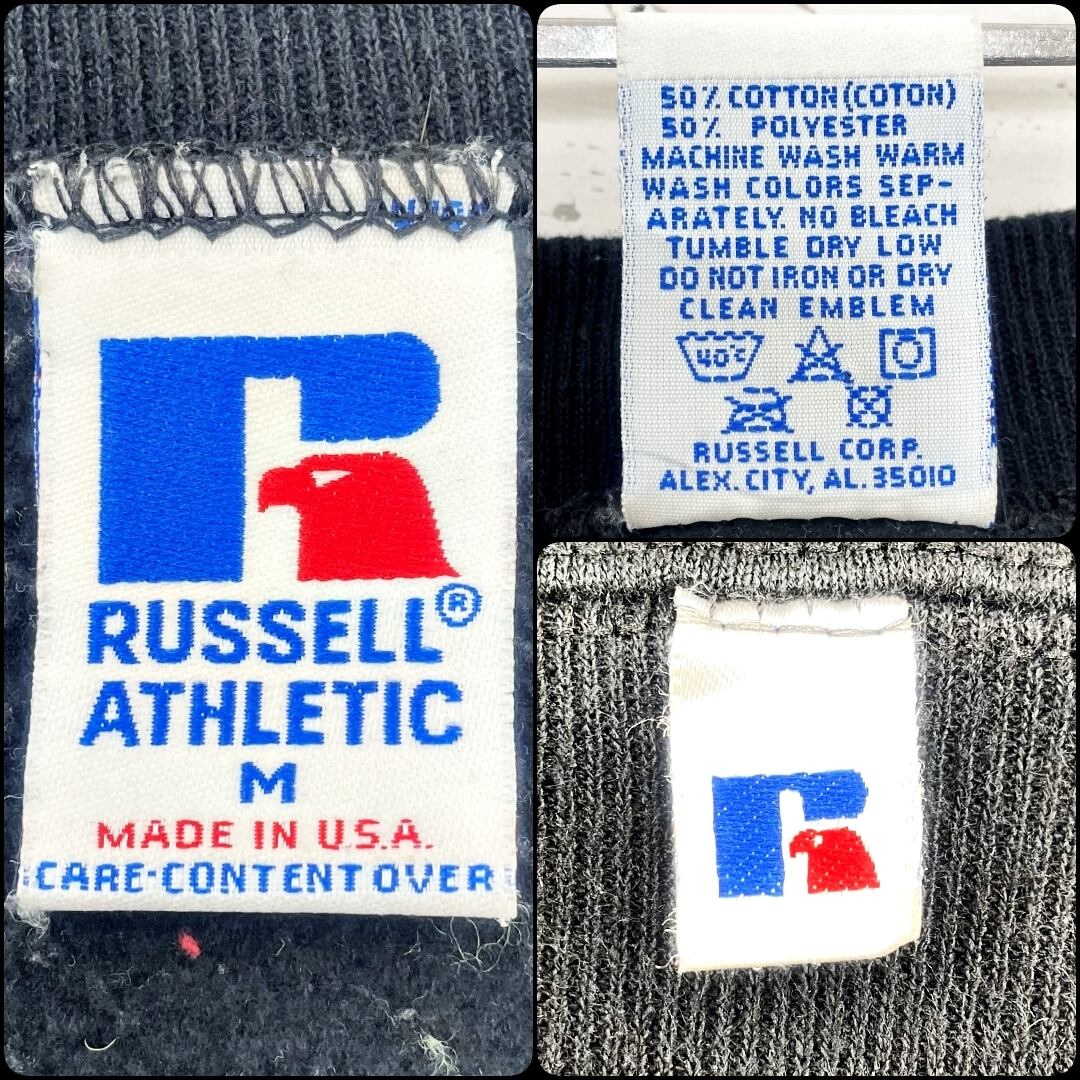 RUSSELL®
ATHLETIC
M
MADE IN U.S.A.
CARE·CONTENT OVER
50% COTTON (COTON)
50% POLYESTER
MACHINE WASH WARM
WASH COLORS SEP-
ARATELY. NO BLEACH
TUMBLE DRY LOW
DO NOT IRON OR DRY
CLEAN EMBLEM
40°C
RUSSELL CORP.
ALEX. CITY, AL. 35010